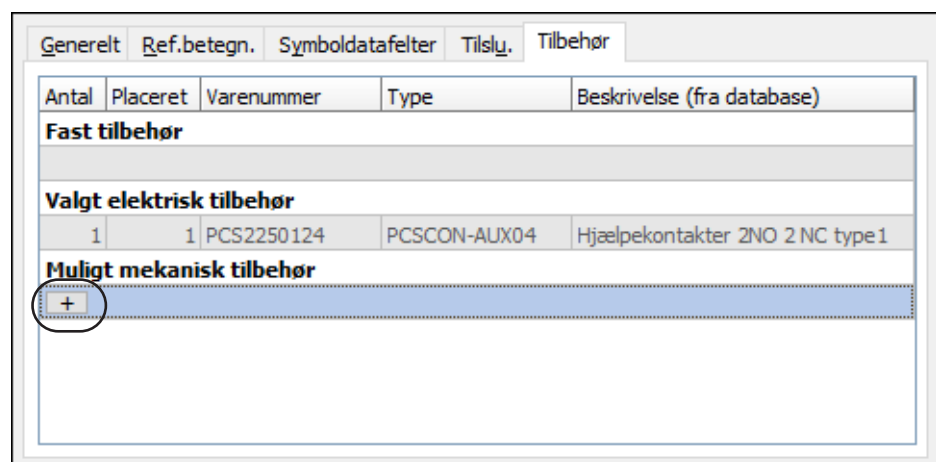 Generelt Ref.betegn. Symboldatafelter Tilslu. Tilbehør
Antal Placeret Varenummer Type Beskrivelse (fra database)
Fast tilbehør
Valgt elektrisk tilbehør
1 1 PCS2250124 PCSCON-AUX04 Hjælpekontakter 2NO 2 NC type1
Muligt mekanisk tilbehør
+